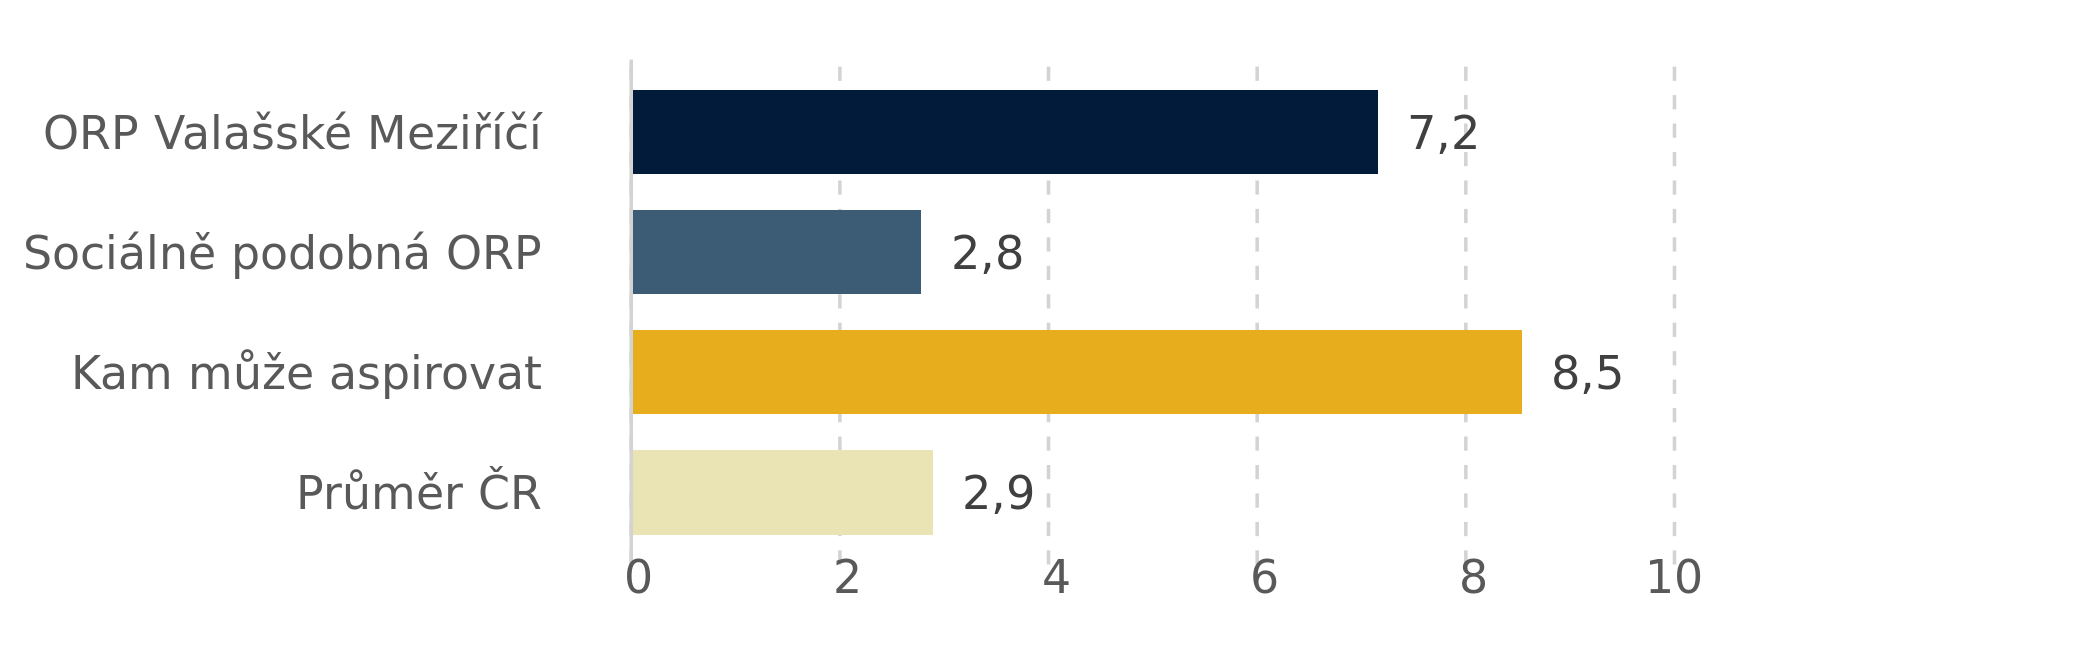 ORP Valašské Meziříčí 7,2
Sociálně podobná ORP 2,8
Kam může aspirovat 8,5
Průměr ČR 2,9
0 2 4 6 8 10